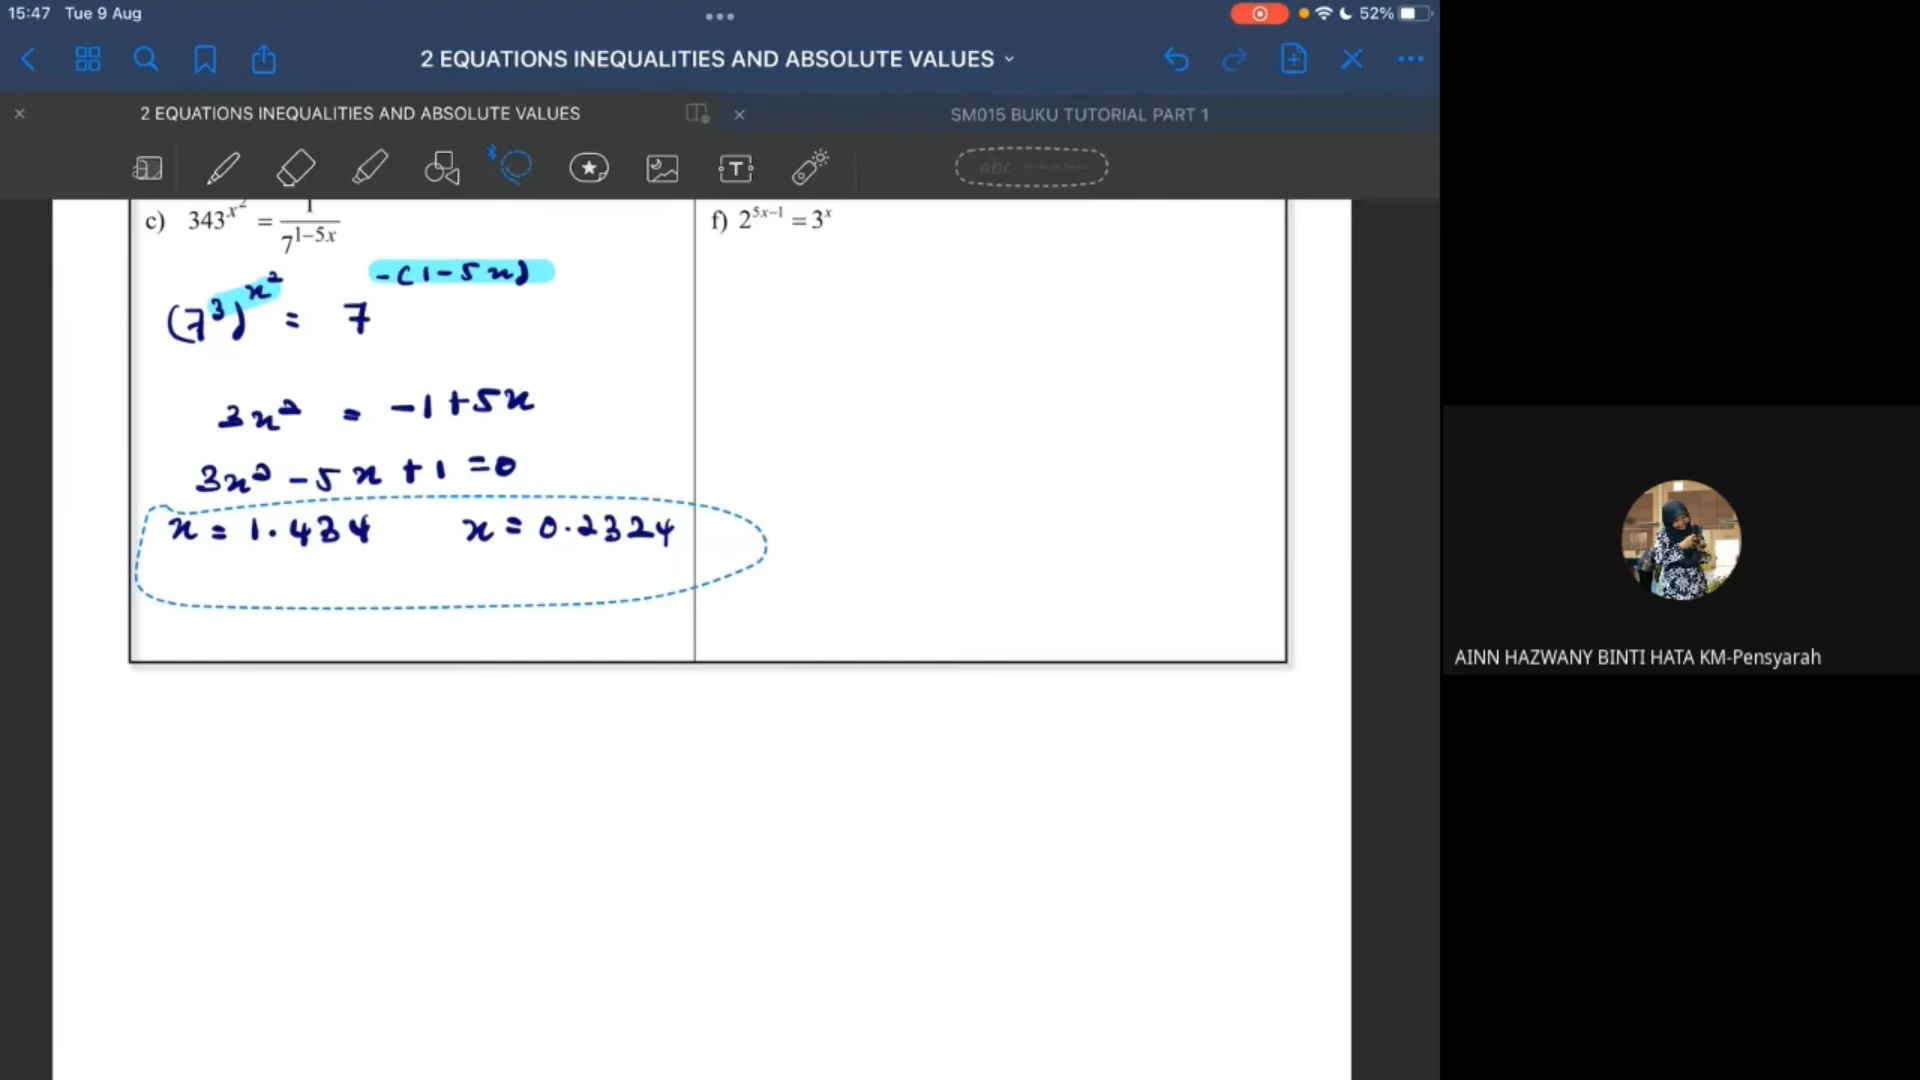 15:47 Tue 9 Aug
52%
2 EQUATIONS INEQUALITIES AND ABSOLUTE VALUES
2 EQUATIONS INEQUALITIES AND ABSOLUTE VALUES
SM015 BUKU TUTORIAL PART 1
T
abc
c) 343^{x^2} = \frac{1}{7^{1-5x}}
(7^3)^{x^2} = 7^{-(1-5x)}
3x^2 = -1+5x
3x^2 -5x +1 =0
x = 1.434 x = 0.2324
f) 2^{5x-1} = 3^x
AINN HAZWANY BINTI HATA KM-Pensyarah